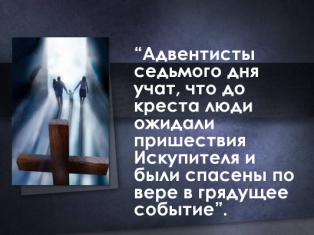 “Адвентисты
седьмого дня
учат, что до
креста люди
ожидали
пришествия
Искупителя и
были спасены по
вере в грядущее
событие”.